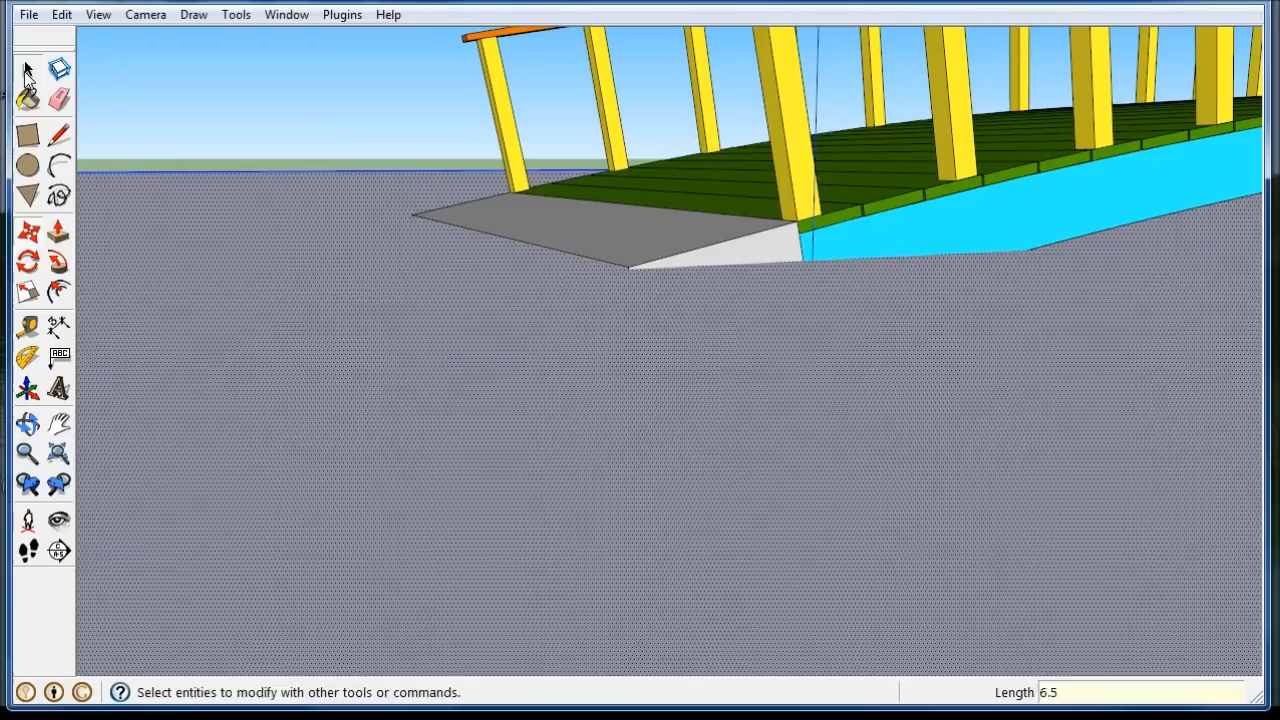 File Edit View Camera Draw Tools Window Plugins Help
ABC
Select entities to modify with other tools or commands.
Length 6.5